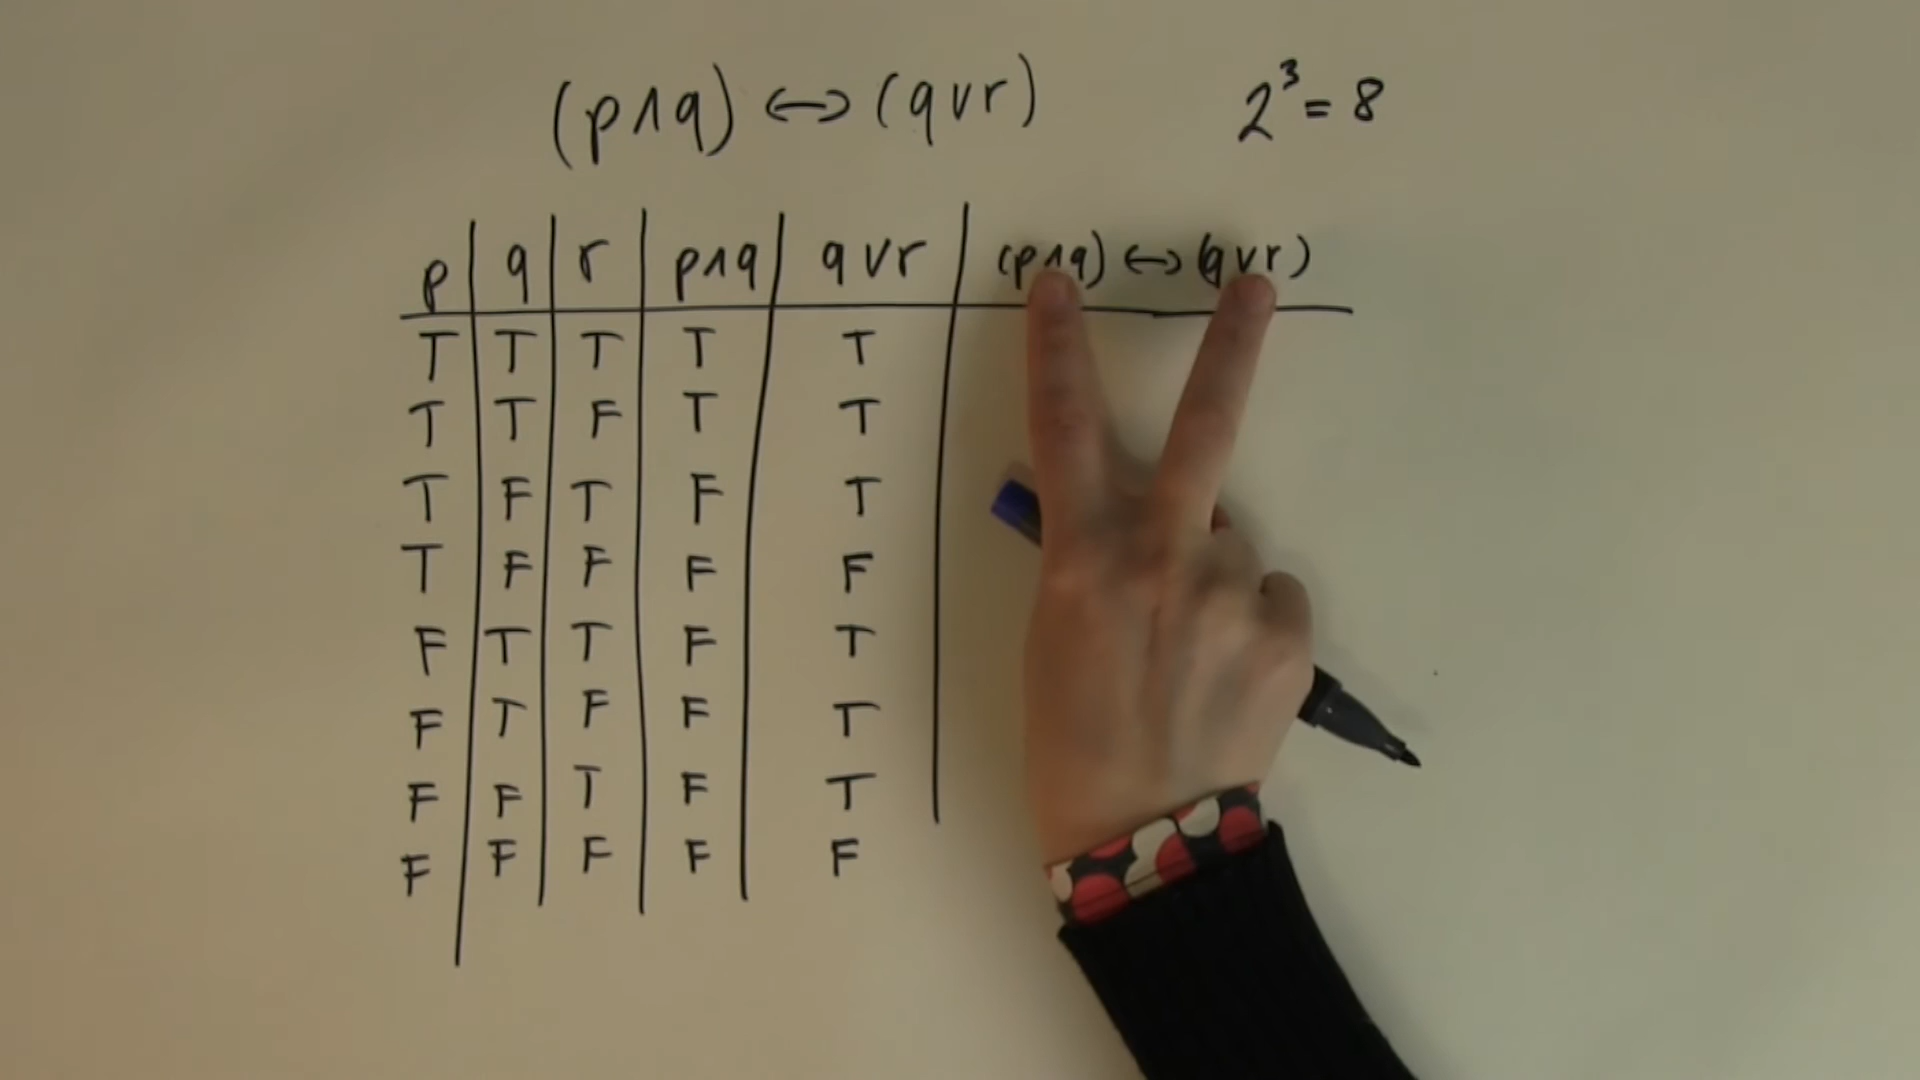 (p∧q) ↔ (q∨r) 2³ = 8
p q r p∧q q∨r (p∧q) ↔ (q∨r)
T T T T T
T T F T T
T F T F T
T F F F F
F T T F T
F T F F T
F F T F T
F F F F F